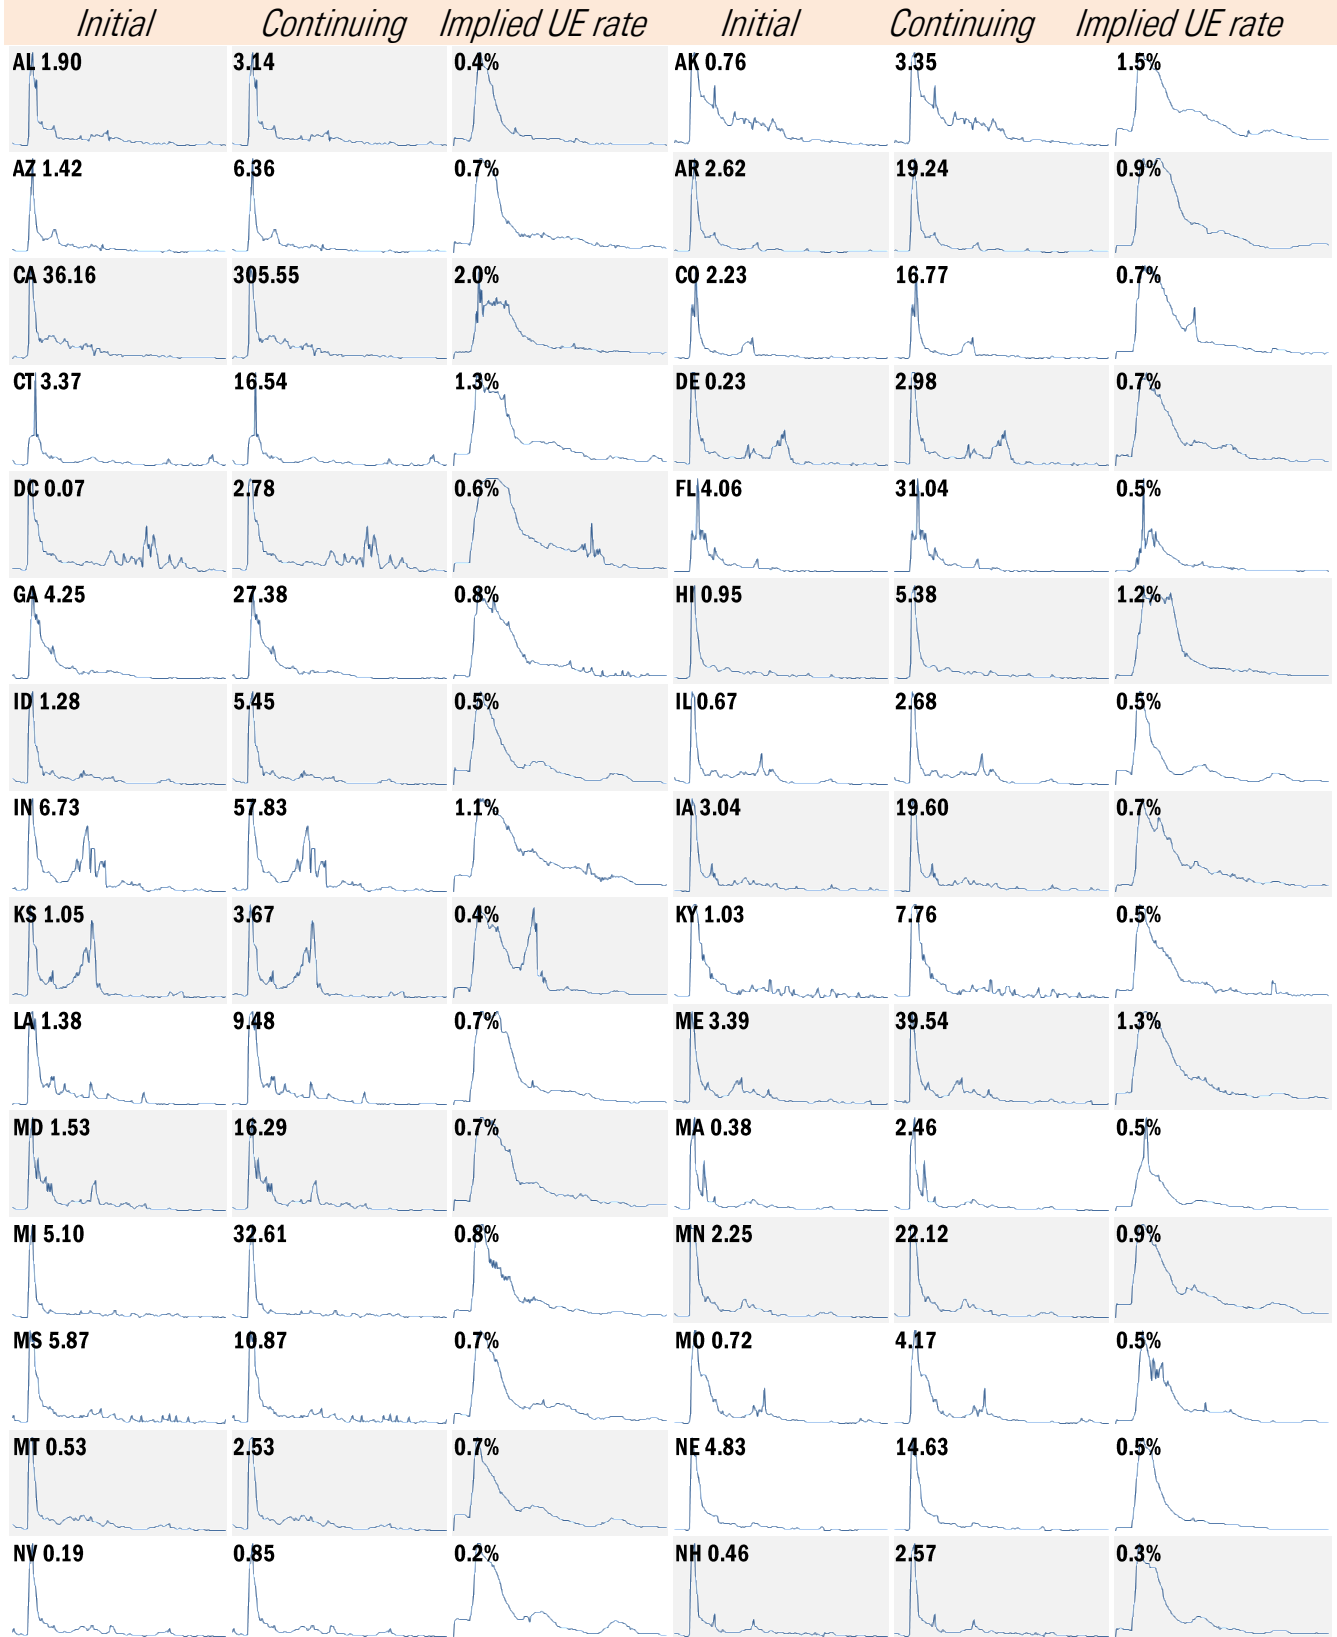 Initial Continuing Implied UE rate Initial Continuing Implied UE rate
AL 1.90 3.14 0.4% AK 0.76 3.35 1.5%
AZ 1.42 6.36 0.7% AR 2.62 19.24 0.9%
CA 36.16 305.55 2.0% CO 2.23 16.77 0.7%
CT 3.37 16.54 1.3% DE 0.23 2.98 0.7%
DC 0.07 2.78 0.6% FL 4.06 31.04 0.5%
GA 4.25 27.38 0.8% HI 0.95 5.38 1.2%
ID 1.28 5.45 0.5% IL 0.67 2.68 0.5%
IN 6.73 57.83 1.1% IA 3.04 19.60 0.7%
KS 1.05 3.67 0.4% KY 1.03 7.76 0.5%
LA 1.38 9.48 0.7% ME 3.39 39.54 1.3%
MD 1.53 16.29 0.7% MA 0.38 2.46 0.5%
MI 5.10 32.61 0.8% MN 2.25 22.12 0.9%
MS 5.87 10.87 0.7% MO 0.72 4.17 0.5%
MT 0.53 2.53 0.7% NE 4.83 14.63 0.5%
NV 0.19 0.85 0.2% NH 0.46 2.57 0.3%